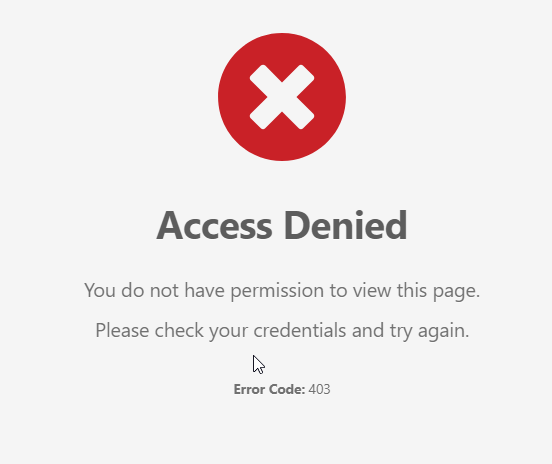 Access Denied
You do not have permission to view this page.
Please check your credentials and try again.
Error Code: 403